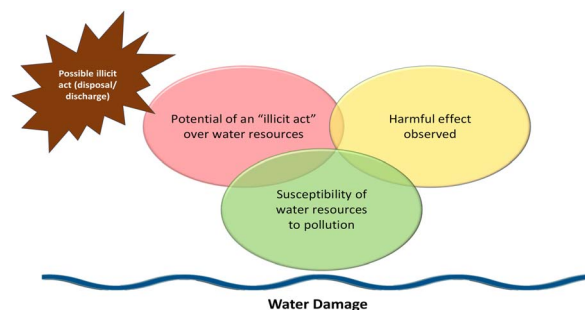 Possible illicit
act (disposal/
discharge)
Potential of an “illicit act”
over water resources
Harmful effect
observed
Susceptibility of
water resources
to pollution
Water Damage